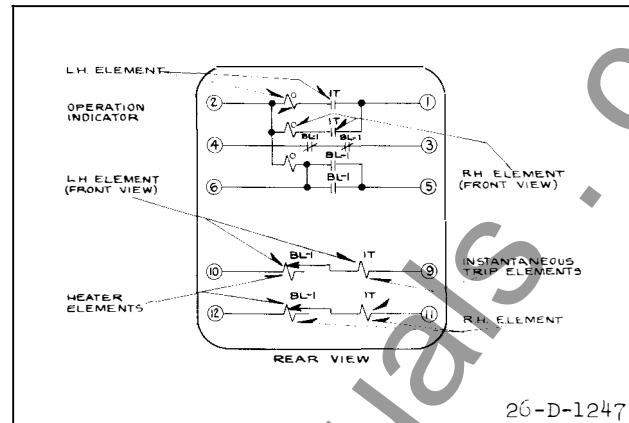 L.H. ELEMENT
IT
2
1
OPERATION
INDICATOR
IT
BL-1
BL-1
4
3
BL-1
6
BL-1
5
L.H. ELEMENT
(FRONT VIEW)
R.H. ELEMENT
(FRONT VIEW)
BL-1
IT
10
9
INSTANTANEOUS
TRIP ELEMENTS
HEATER
ELEMENTS
BL-1
IT
12
11
R.H. ELEMENT
REAR VIEW
26-D-1247
uals . c